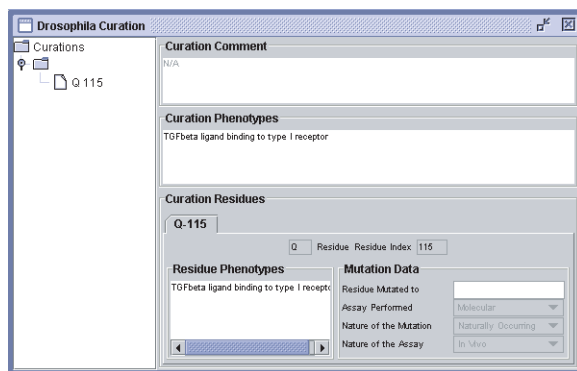 Drosophila Curation
Curations
Q 115
Curation Comment
N/A
Curation Phenotypes
TGFbeta ligand binding to type I receptor
Curation Residues
Q-115
Q Residue Residue Index 115
Residue Phenotypes
TGFbeta ligand binding to type I recepto
Mutation Data
Residue Mutated to
Assay Performed Molecular
Nature of the Mutation Naturally Occurring
Nature of the Assay In Vivo